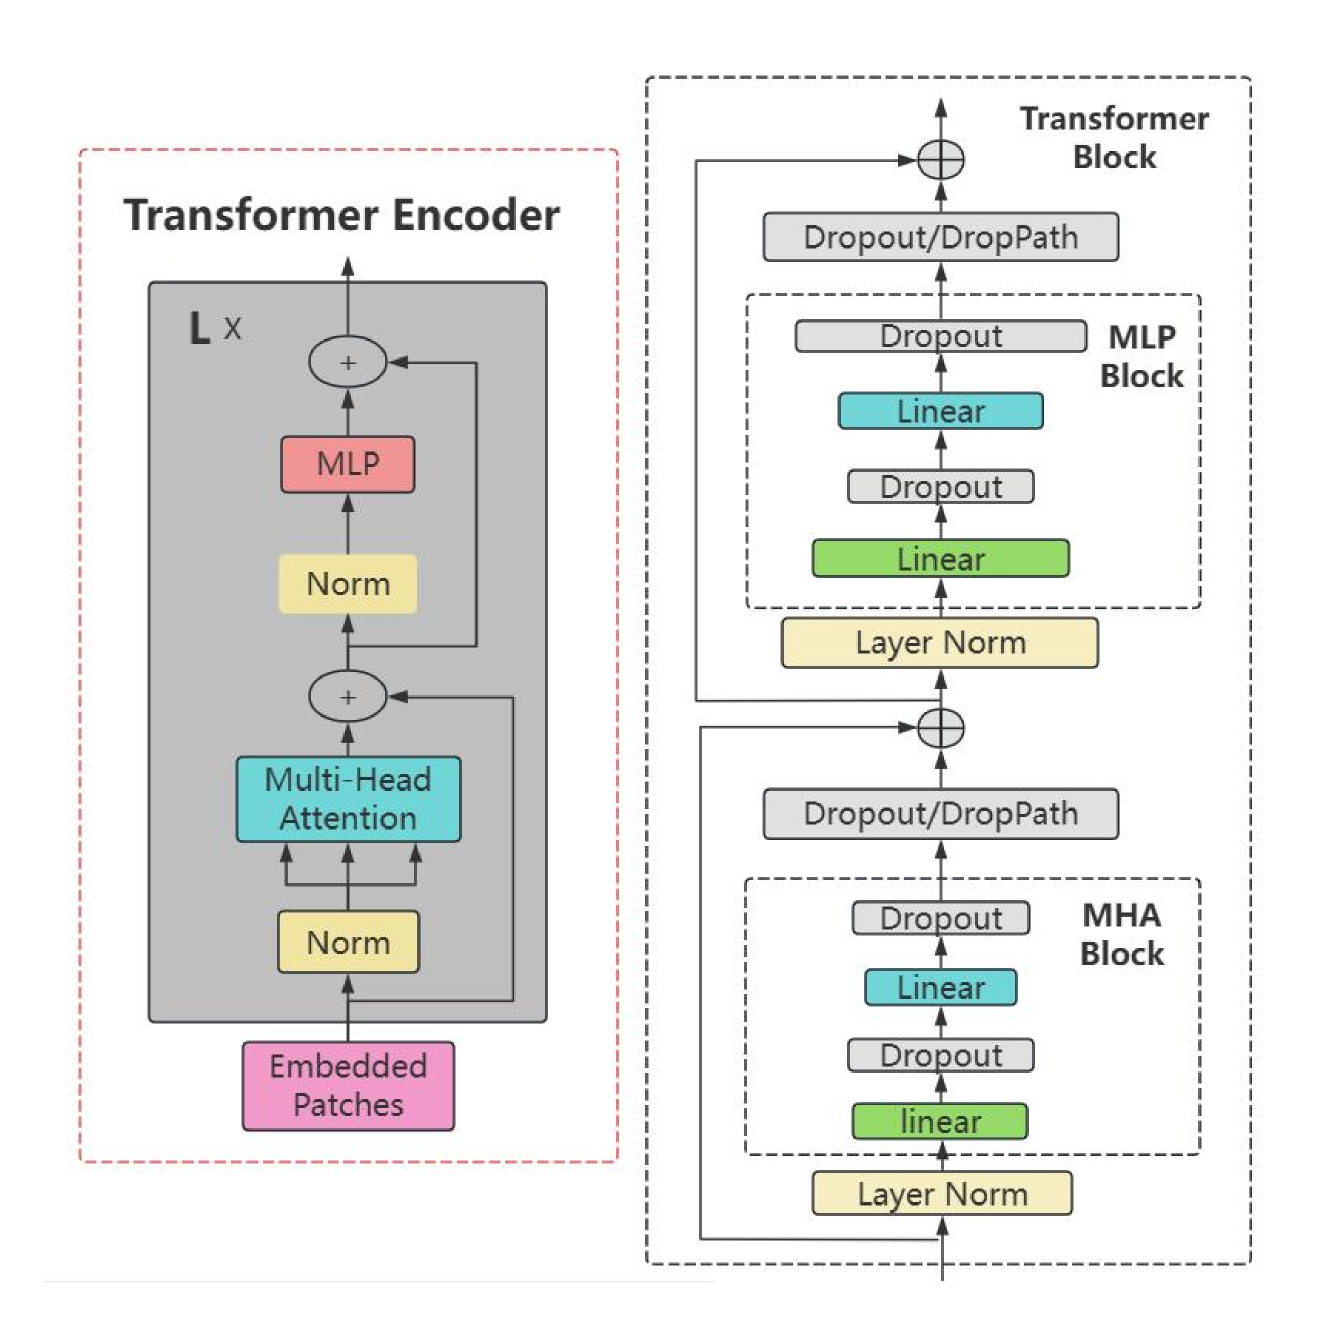 Transformer Encoder
L x
+
MLP
Norm
+
Multi-Head
Attention
Norm
Embedded
Patches
Transformer
Block
Dropout/DropPath
MLP
Block
Dropout
Linear
Dropout
Linear
Layer Norm
Dropout/DropPath
MHA
Block
Dropout
Linear
Dropout
linear
Layer Norm